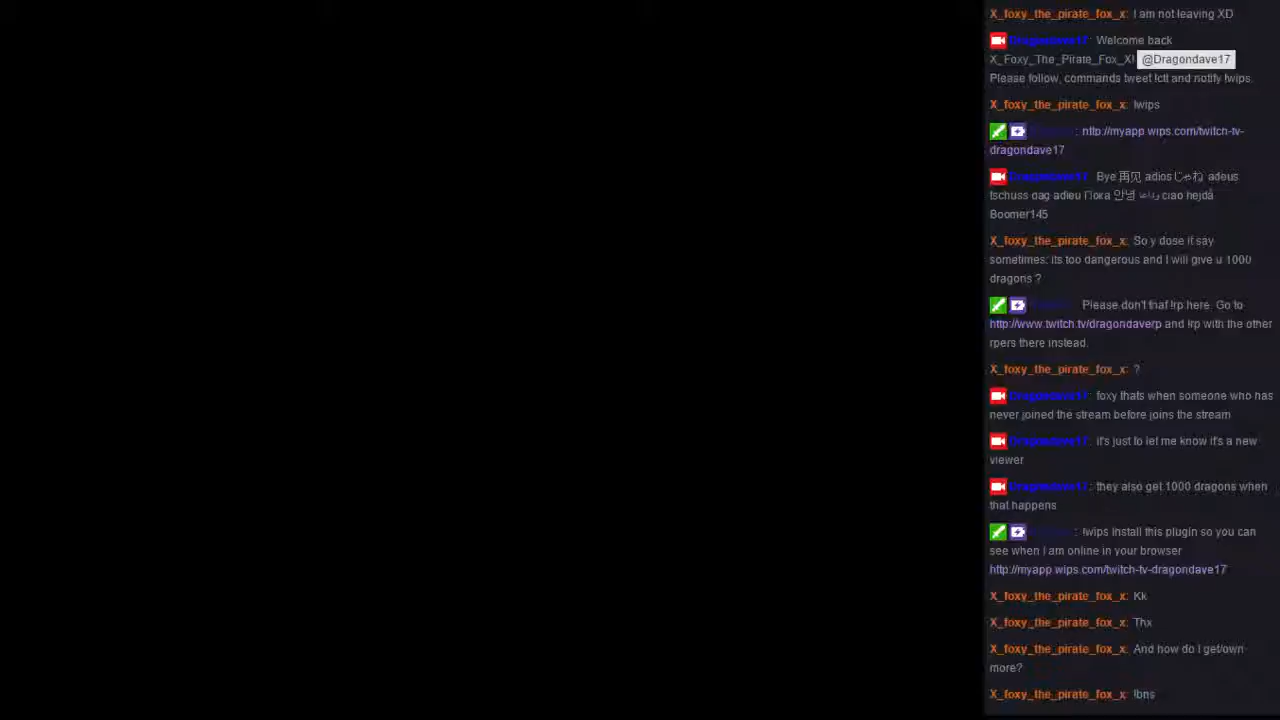 X_foxy_the_pirate_fox_x: I am not leaving XD
Dragondave17: Welcome back
X_Foxy_The_Pirate_Fox_X! @Dragondave17
Please follow, commands tweet !ctt and notify !wips.
X_foxy_the_pirate_fox_x: !wips
: http://myapp.wips.com/twitch-tv-
dragondave17
Dragondave17: Bye 再见 adios じゃね adeus
tschuss dag adieu Пока 안녕 وداعا ciao hejdå
Boomer145
X_foxy_the_pirate_fox_x: So y dose it say
sometimes: its too dangerous and I will give u 1000
dragons ?
Please don't that !rp here. Go to
http://www.twitch.tv/dragondaverp and !rp with the other
rpers there instead.
X_foxy_the_pirate_fox_x: ?
Dragondave17: foxy thats when someone who has
never joined the stream before joins the stream
Dragondave17: it's just to let me know it's a new
viewer
Dragondave17: they also get 1000 dragons when
that happens
: !wips Install this plugin so you can
see when I am online in your browser
http://myapp.wips.com/twitch-tv-dragondave17
X_foxy_the_pirate_fox_x: Kk
X_foxy_the_pirate_fox_x: Thx
X_foxy_the_pirate_fox_x: And how do I get/own
more?
X_foxy_the_pirate_fox_x: !bns